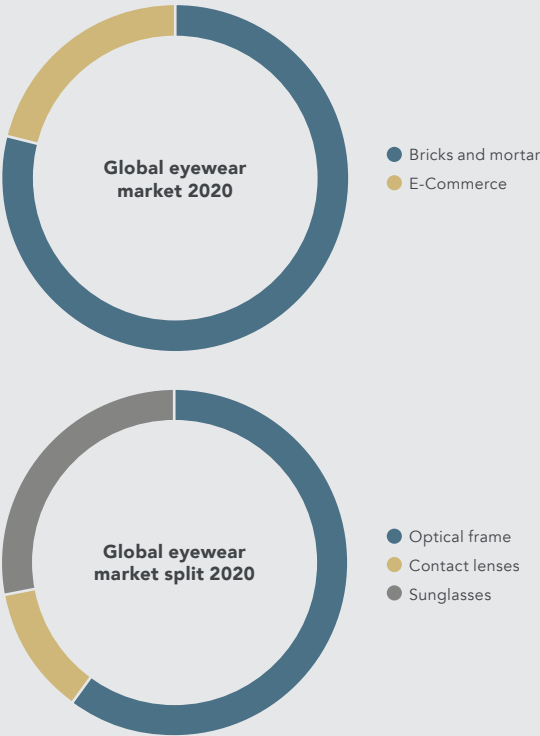 Global eyewear
market 2020
Bricks and mortar
E-Commerce
Global eyewear
market split 2020
Optical frame
Contact lenses
Sunglasses